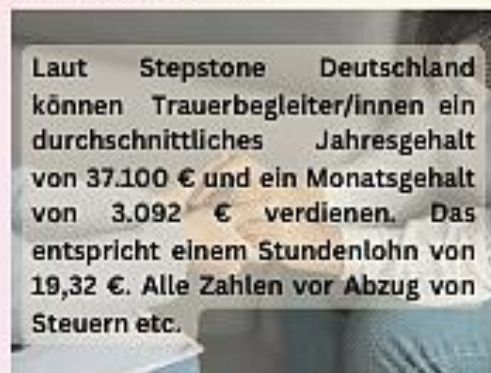 Laut Stepstone Deutschland
können Trauerbegleiter/innen ein
durchschnittliches Jahresgehalt
von 37.100 € und ein Monatsgehalt
von 3.092 € verdienen. Das
entspricht einem Stundenlohn von
19,32 €. Alle Zahlen vor Abzug von
Steuern etc.